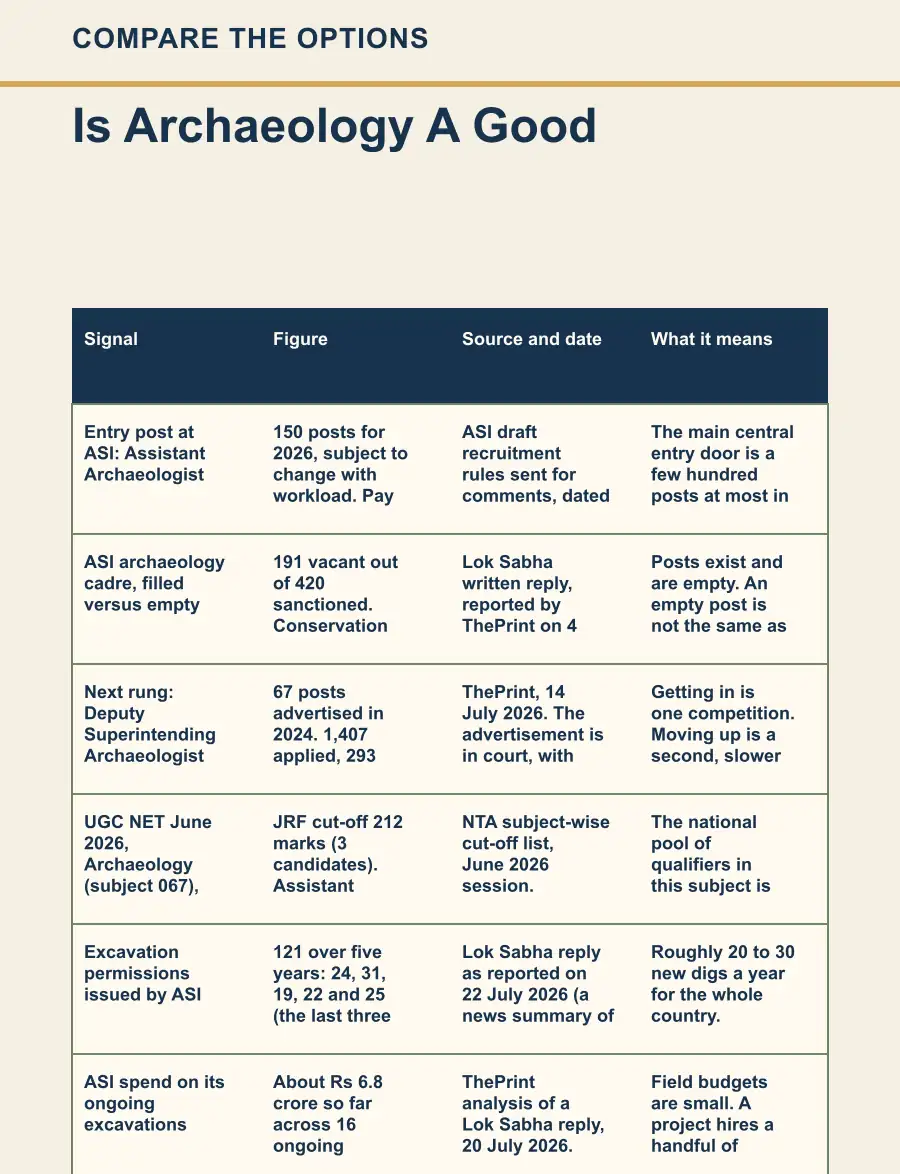 COMPARE THE OPTIONS
Is Archaeology A Good
Signal
Figure
Source and date
What it means
Entry post at
ASI: Assistant
Archaeologist
150 posts for
2026, subject to
change with
workload. Pay
ASI draft
recruitment
rules sent for
comments, dated
The main central
entry door is a
few hundred
posts at most in
ASI archaeology
cadre, filled
versus empty
191 vacant out
of 420
sanctioned.
Conservation
Lok Sabha
written reply,
reported by
ThePrint on 4
Posts exist and
are empty. An
empty post is
not the same as
Next rung:
Deputy
Superintending
Archaeologist
67 posts
advertised in
2024. 1,407
applied, 293
ThePrint, 14
July 2026. The
advertisement is
in court, with
Getting in is
one competition.
Moving up is a
second, slower
UGC NET June
2026,
Archaeology
(subject 067),
JRF cut-off 212
marks (3
candidates).
Assistant
NTA subject-wise
cut-off list,
June 2026
session.
The national
pool of
qualifiers in
this subject is
Excavation
permissions
issued by ASI
121 over five
years: 24, 31,
19, 22 and 25
(the last three
Lok Sabha reply
as reported on
22 July 2026 (a
news summary of
Roughly 20 to 30
new digs a year
for the whole
country.
ASI spend on its
ongoing
excavations
About Rs 6.8
crore so far
across 16
ongoing
ThePrint
analysis of a
Lok Sabha reply,
20 July 2026.
Field budgets
are small. A
project hires a
handful of